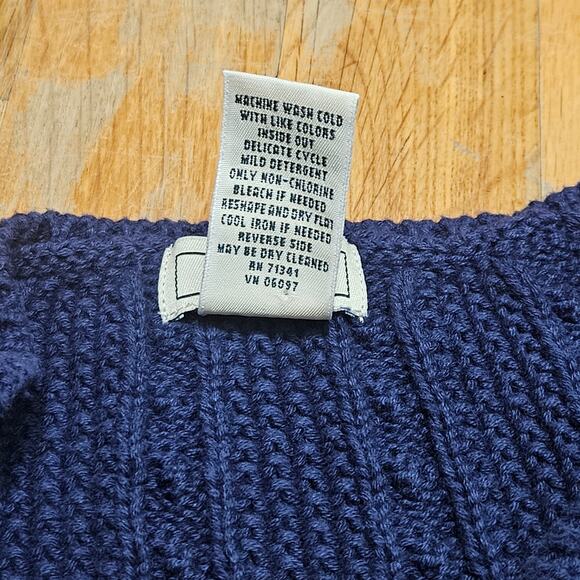 MACHINE WASH COLD
WITH LIKE COLORS
INSIDE OUT
DELICATE CYCLE
MILD DETERGENT
ONLY NON-CHLORINE
BLEACH IF NEEDED
RESHAPE AND DRY FLAT
COOL IRON IF NEEDED
REVERSE SIDE
MAY BE DRY CLEANED
RN 71341
VN 06097